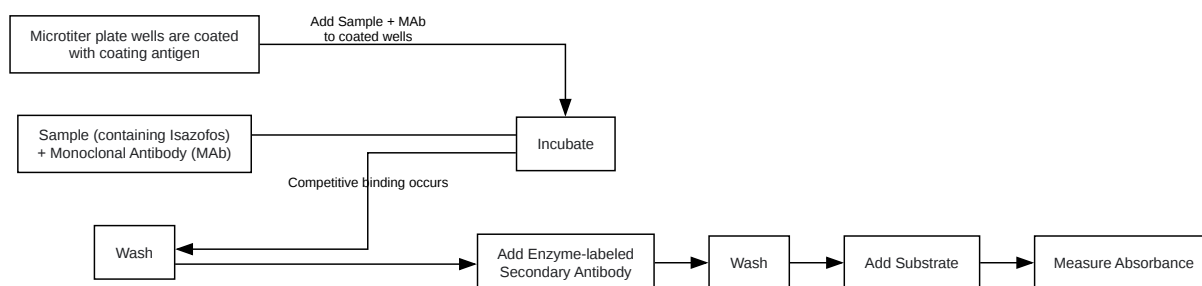 Microtiter plate wells are coated
with coating antigen
Add Sample + MAb
to coated wells
Sample (containing Isazofos)
+ Monoclonal Antibody (MAb)
Incubate
Competitive binding occurs
Wash
Add Enzyme-labeled
Secondary Antibody
Wash
Add Substrate
Measure Absorbance